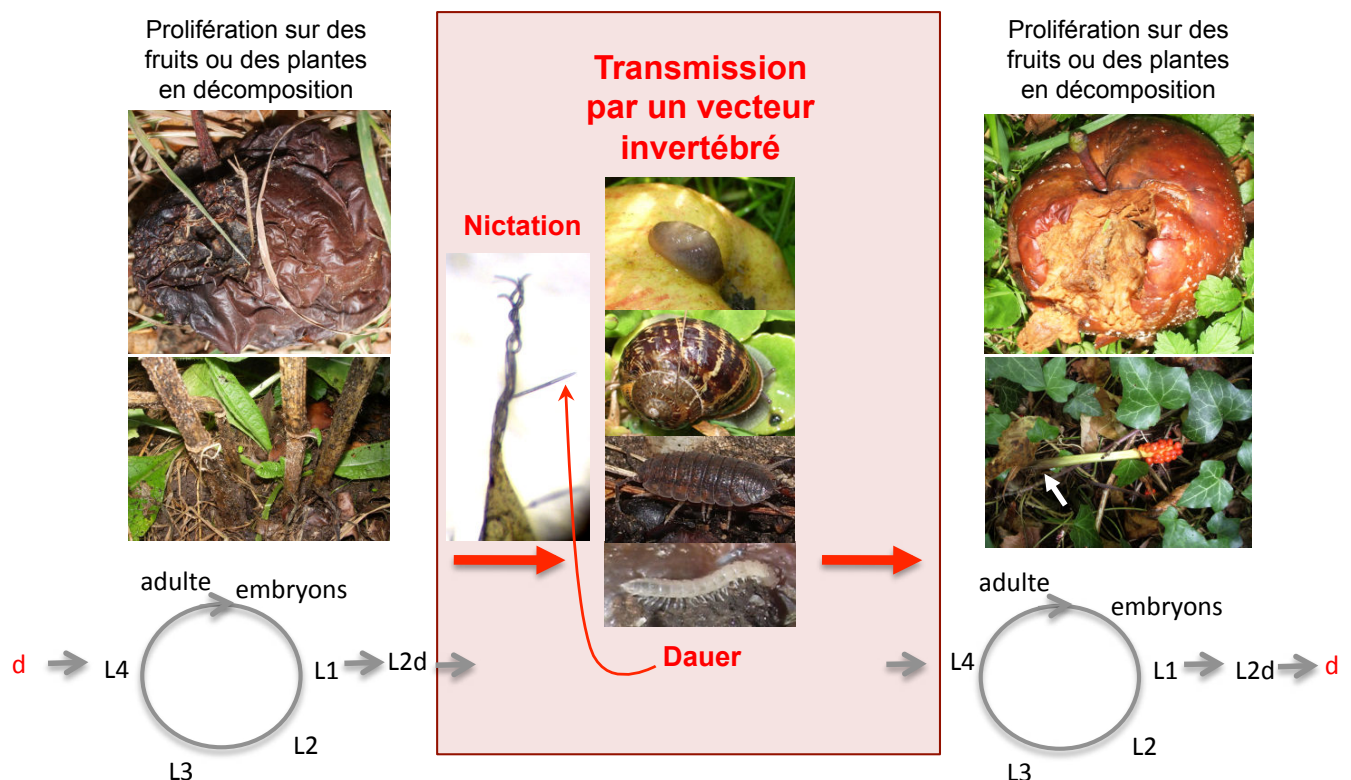 Prolifération sur des
fruits ou des plantes
en décomposition
Transmission
par un vecteur
invertébré
Nictation
Dauer
Prolifération sur des
fruits ou des plantes
en décomposition
adulte
embryons
d
L4
L1
L2d
L2
L3
adulte
embryons
L4
L1
L2d
d
L2
L3